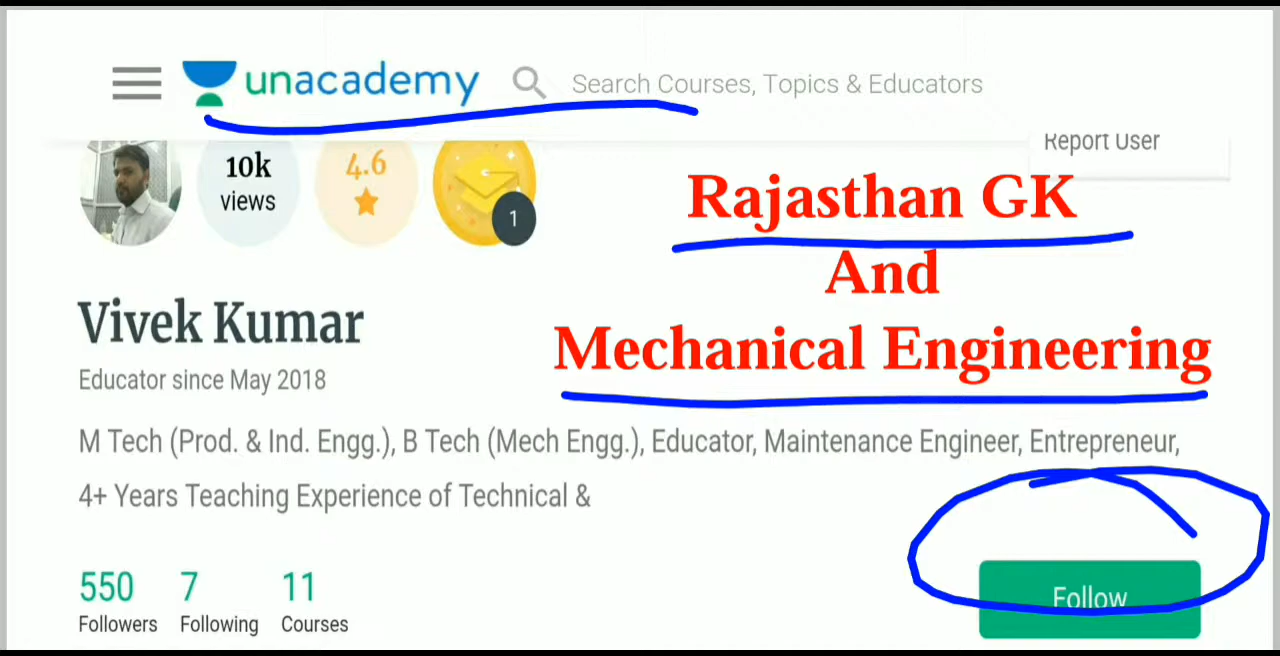 unacademy
Search Courses, Topics & Educators
Report User
10k
views
4.6
1
Rajasthan GK
And
Mechanical Engineering
Vivek Kumar
Educator since May 2018
M Tech (Prod. & Ind. Engg.), B Tech (Mech Engg.), Educator, Maintenance Engineer, Entrepreneur,
4+ Years Teaching Experience of Technical &
550 7 11
Followers Following Courses
Follow